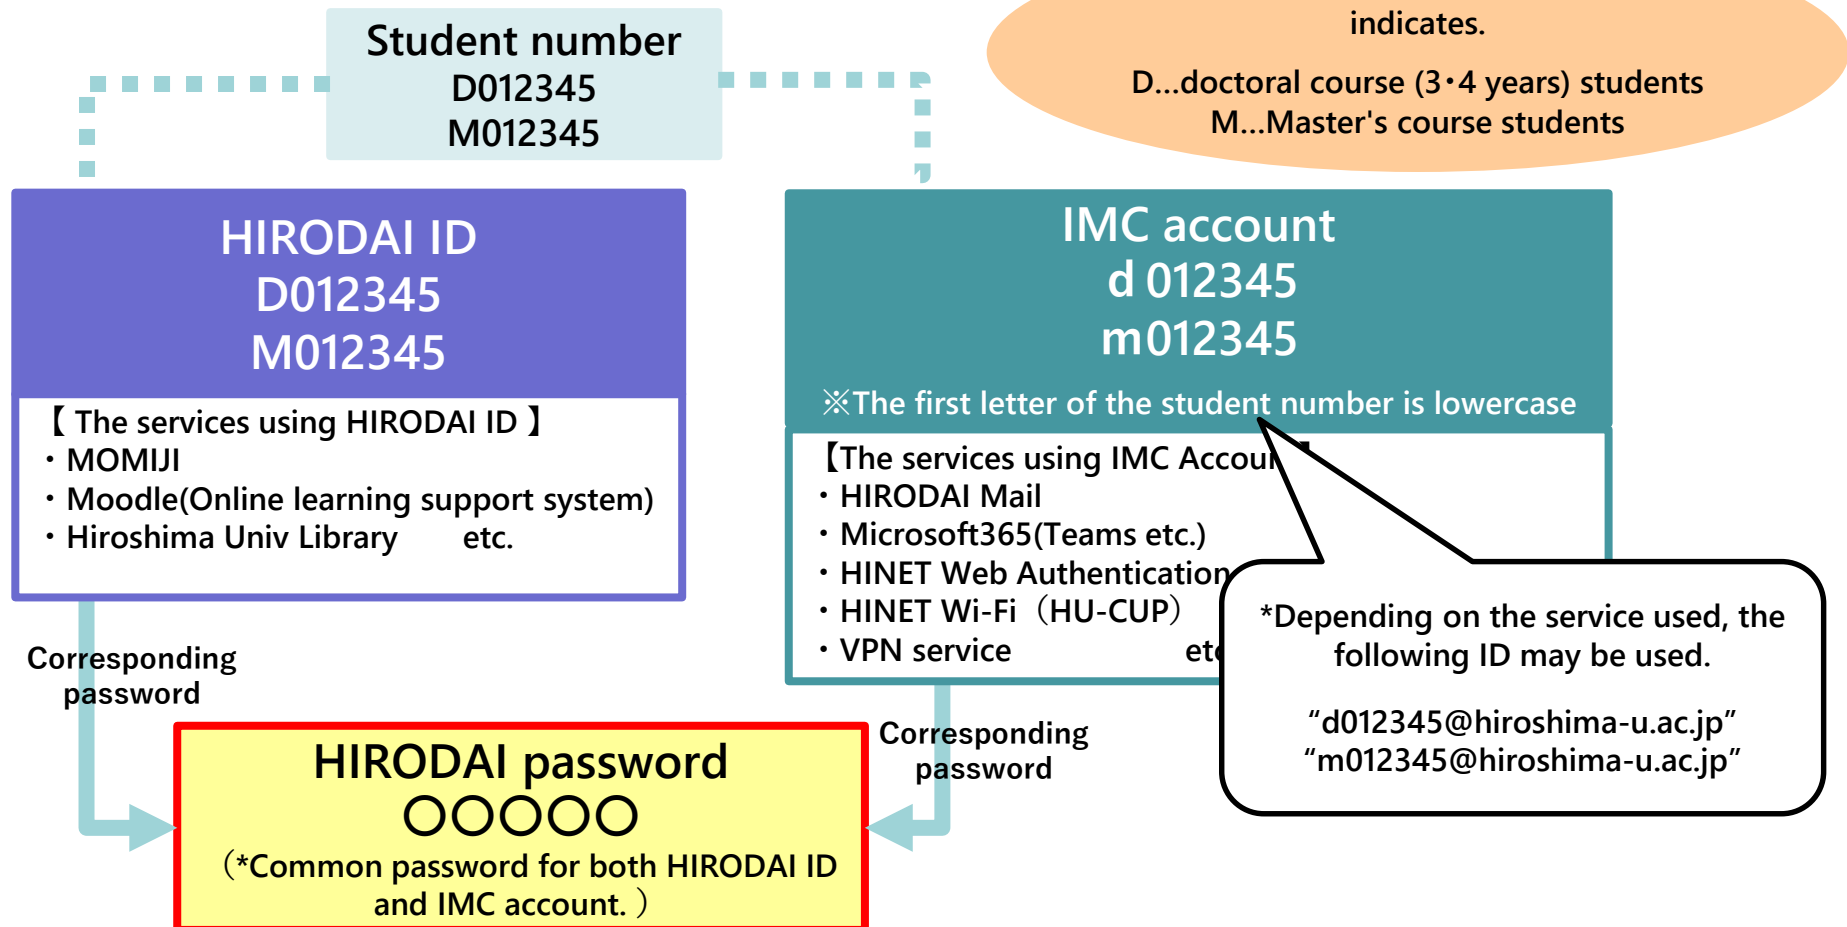 indicates.
D…doctoral course (3・4 years) students
M…Master's course students
Student number
D012345
M012345
HIRODAI ID
D012345
M012345
【 The services using HIRODAI ID 】
・MOMIJI
・Moodle(Online learning support system)
・Hiroshima Univ Library etc.
IMC account
d 012345
m012345
※The first letter of the student number is lowercase
【The services using IMC
・HIRODAI Mail
・Microsoft365(Teams etc.)
・HINET Web Authentication
・HINET Wi-Fi（HU-CUP）
・VPN service
*Depending on the service used, the
following ID may be used.
“d012345@hiroshima-u.ac.jp”
“m012345@hiroshima-u.ac.jp”
Corresponding
password
Corresponding
password
HIRODAI password
〇〇〇〇〇
（*Common password for both HIRODAI ID
and IMC account. ）